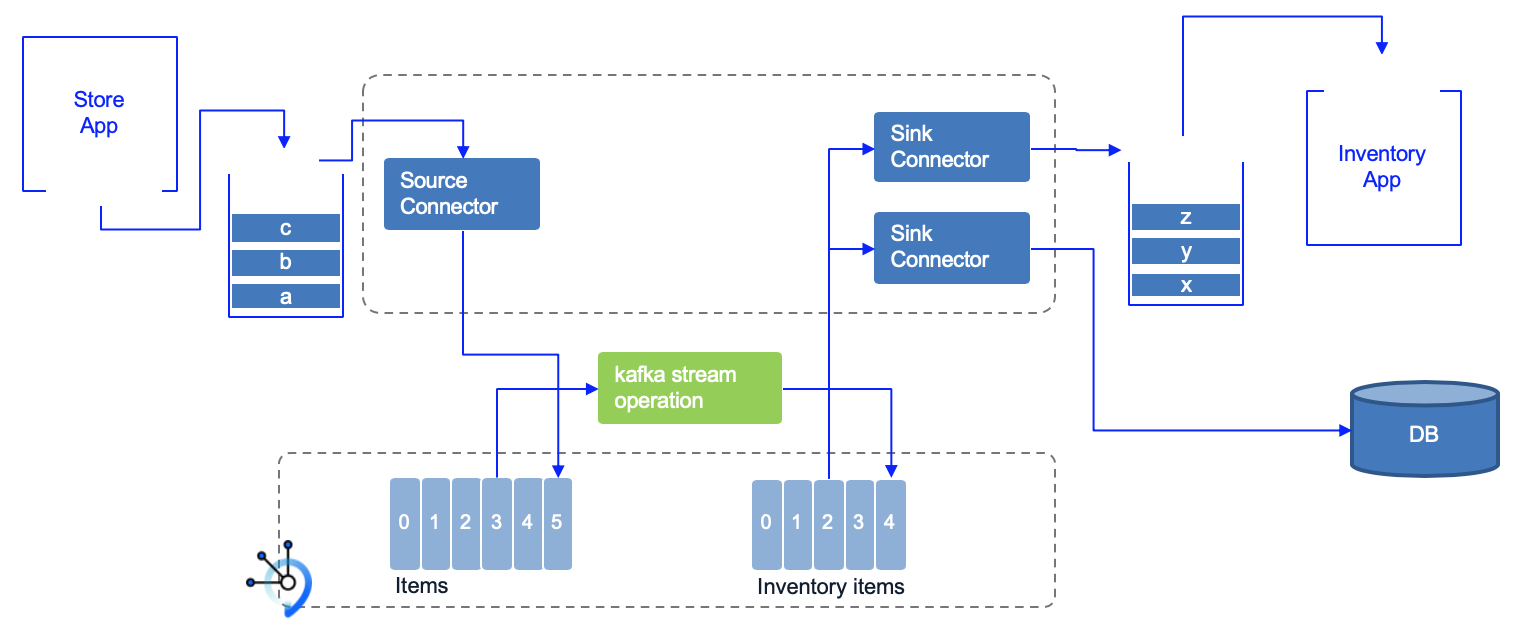 Store
App
c
b
a
Source
Connector
Sink
Connector
Sink
Connector
z
y
x
Inventory
App
kafka stream
operation
DB
0 1 2 3 4 5
Items
0 1 2 3 4
Inventory items